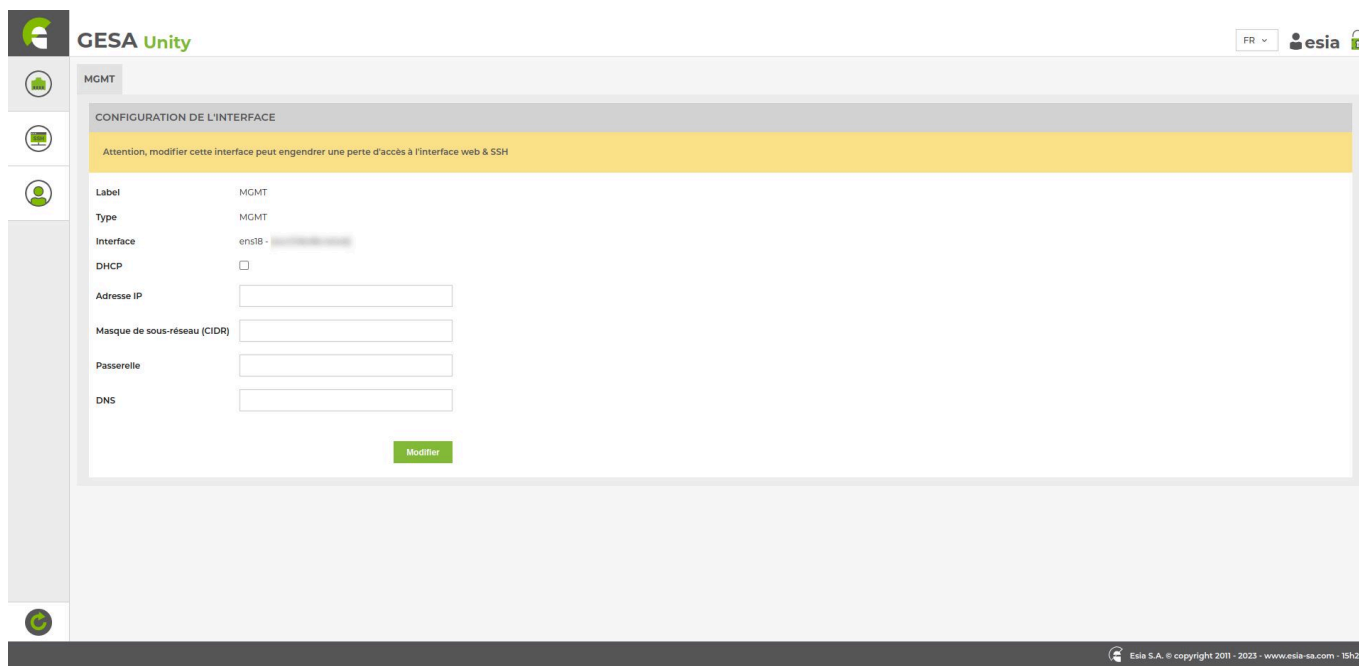 GESA Unity
FR
esia
MGMT
CONFIGURATION DE L'INTERFACE
Attention, modifier cette interface peut engendrer une perte d'accès à l'interface web & SSH
Label MGMT
Type MGMT
Interface ens18 -
DHCP
Adresse IP
Masque de sous-réseau (CIDR)
Passerelle
DNS
Modifier
Esia S.A. © copyright 2011 - 2023 - www.esia-sa.com - 15h2